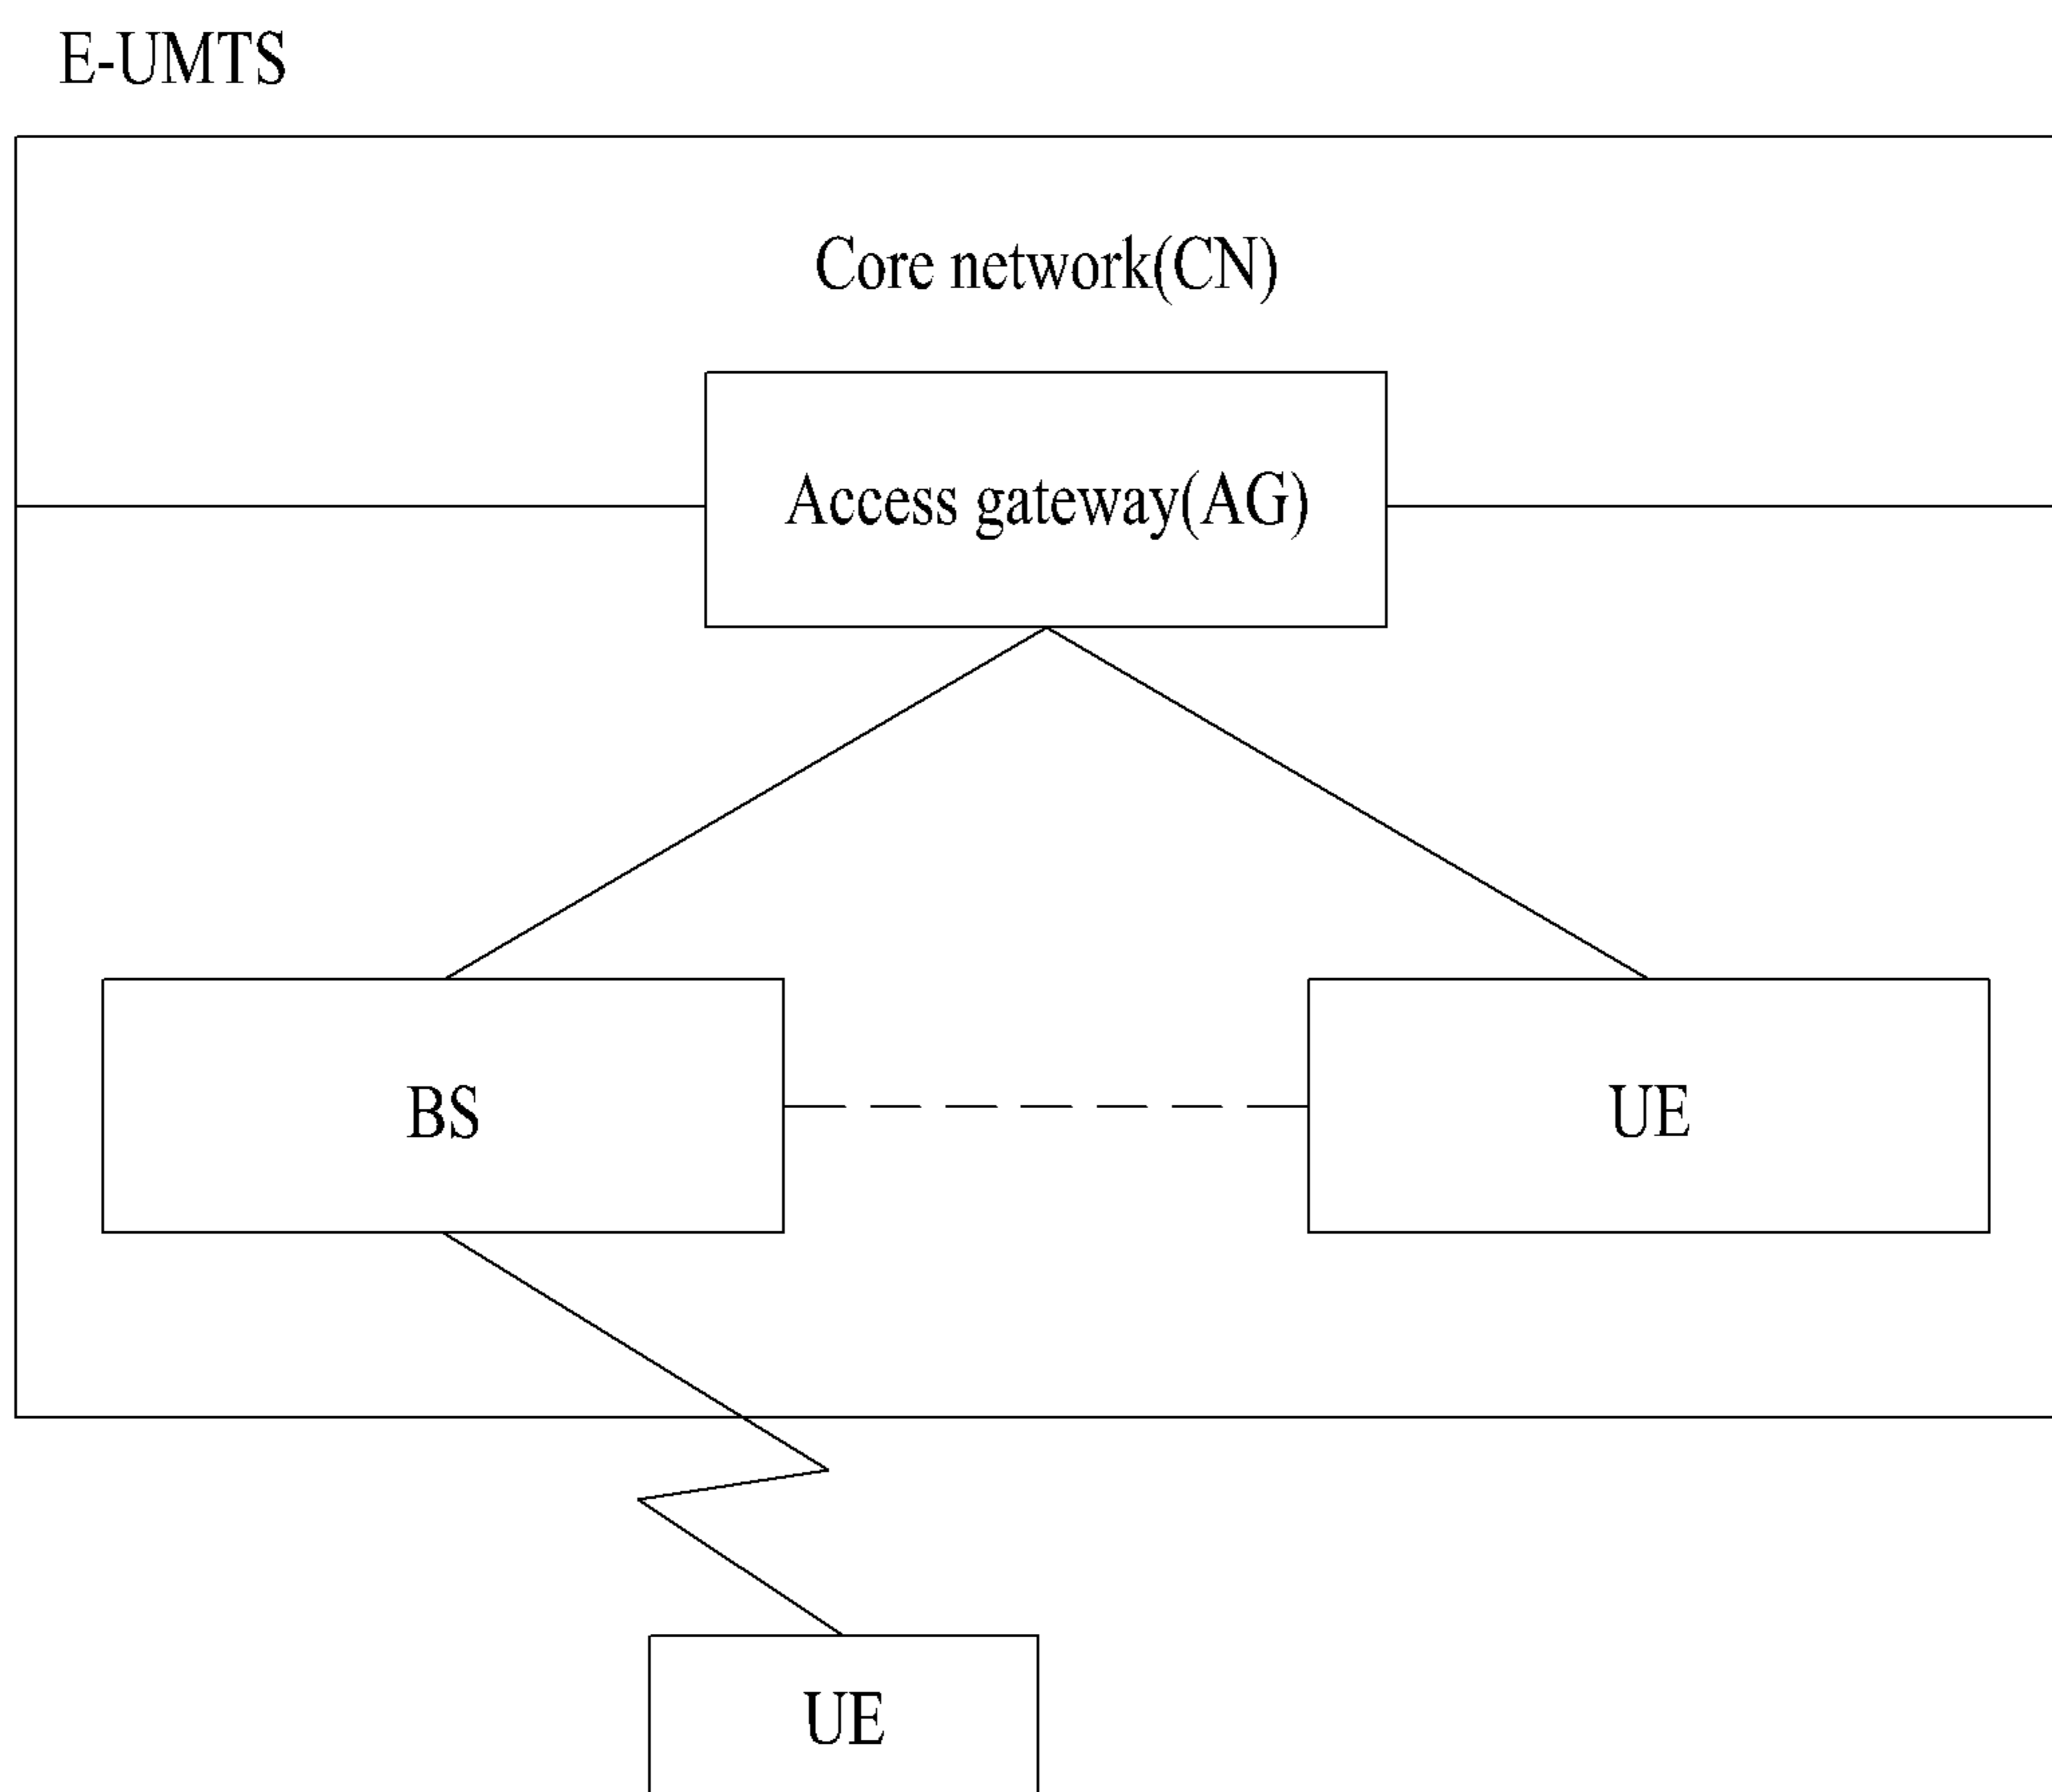 E-UMTS
Core network(CN)
Access gateway(AG)
BS
UE
UE